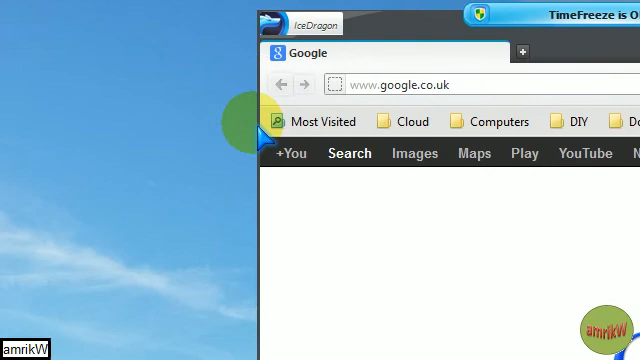 TimeFreeze is O
IceDragon
Google
www.google.co.uk
Most Visited Cloud Computers DIY Do
+You Search Images Maps Play YouTube N
amrikW
amrikW